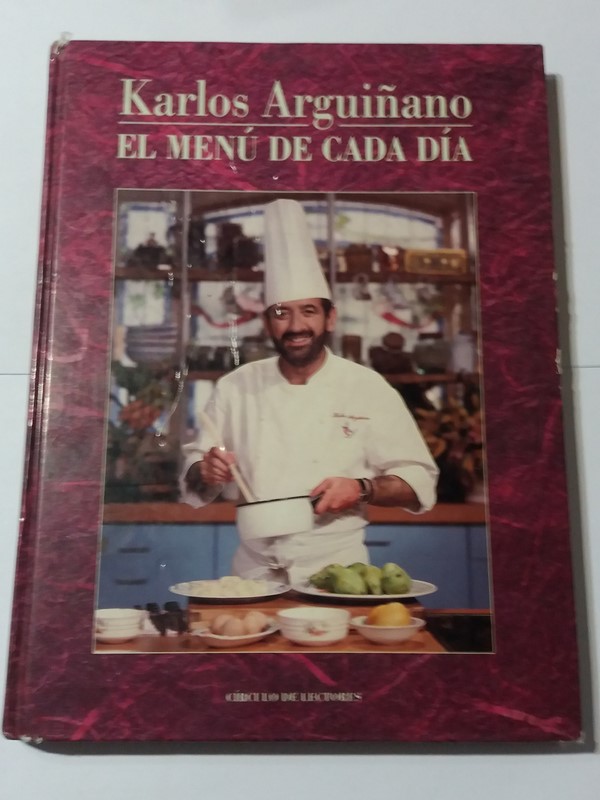 Karlos Arguiñano
EL MENÚ DE CADA DÍA
CÍRCULO DE LECTORES